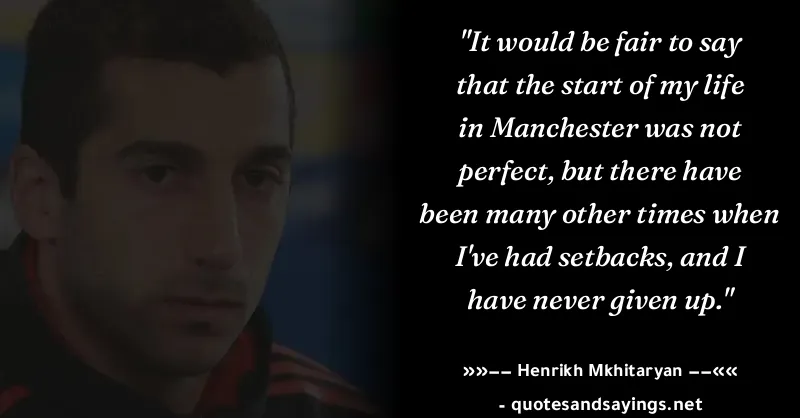 "It would be fair to say
that the start of my life
in Manchester was not
perfect, but there have
been many other times when
I've had setbacks, and I
have never given up."
»»–– Henrikh Mkhitaryan ––««
- quotesandsayings.net